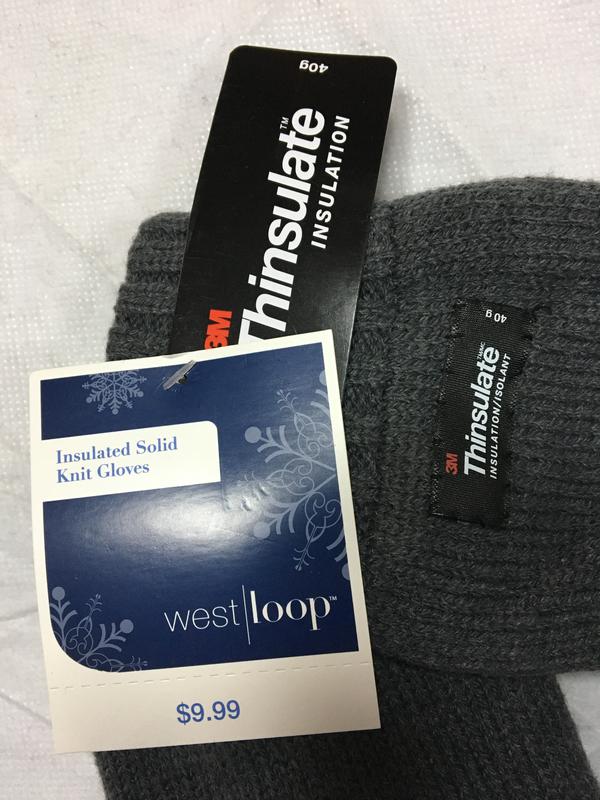 40g
3M
Thinsulate™
INSULATION
40 g
3M
Thinsulate™/MC
INSULATION/ISOLANT
Insulated Solid
Knit Gloves
west|loop™
$9.99